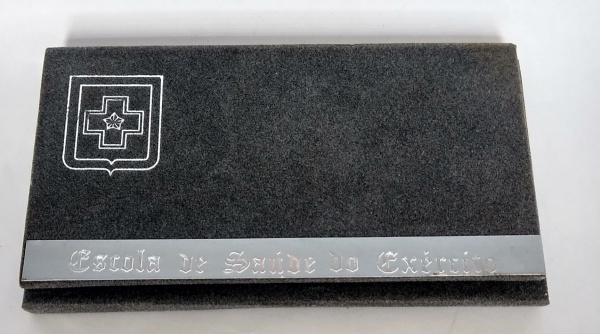 Escola de Saúde do Exército